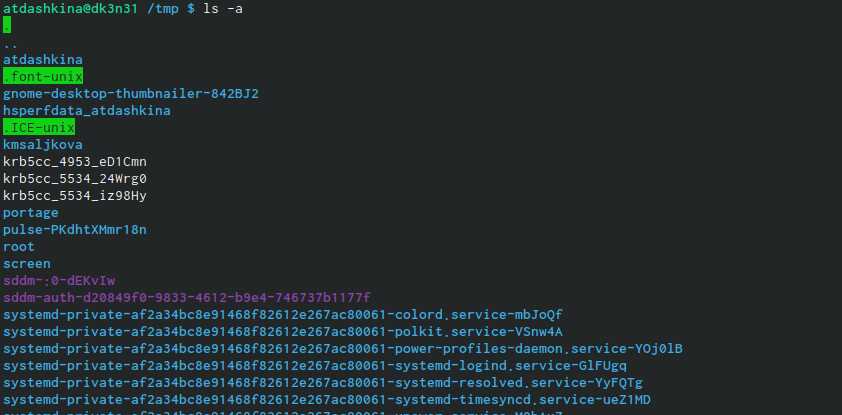 atdashkina@dk3n31 /tmp $ ls -a
.
..
atdashkina
.font-unix
gnome-desktop-thumbnailer-842BJ2
hsperfdata_atdashkina
.ICE-unix
kmsaljkova
krb5cc_4953_eD1Cmn
krb5cc_5534_24Wrg0
krb5cc_5534_iz98Hy
portage
pulse-PKdhtXMmr18n
root
screen
sddm-:0-dEKvIw
sddm-auth-d20849f0-9833-4612-b9e4-746737b1177f
systemd-private-af2a34bc8e91468f82612e267ac80061-colord.service-mbJoQf
systemd-private-af2a34bc8e91468f82612e267ac80061-polkit.service-VSnw4A
systemd-private-af2a34bc8e91468f82612e267ac80061-power-profiles-daemon.service-YOj0lB
systemd-private-af2a34bc8e91468f82612e267ac80061-systemd-logind.service-GlFUgq
systemd-private-af2a34bc8e91468f82612e267ac80061-systemd-resolved.service-YyFQTg
systemd-private-af2a34bc8e91468f82612e267ac80061-systemd-timesyncd.service-ueZ1MD